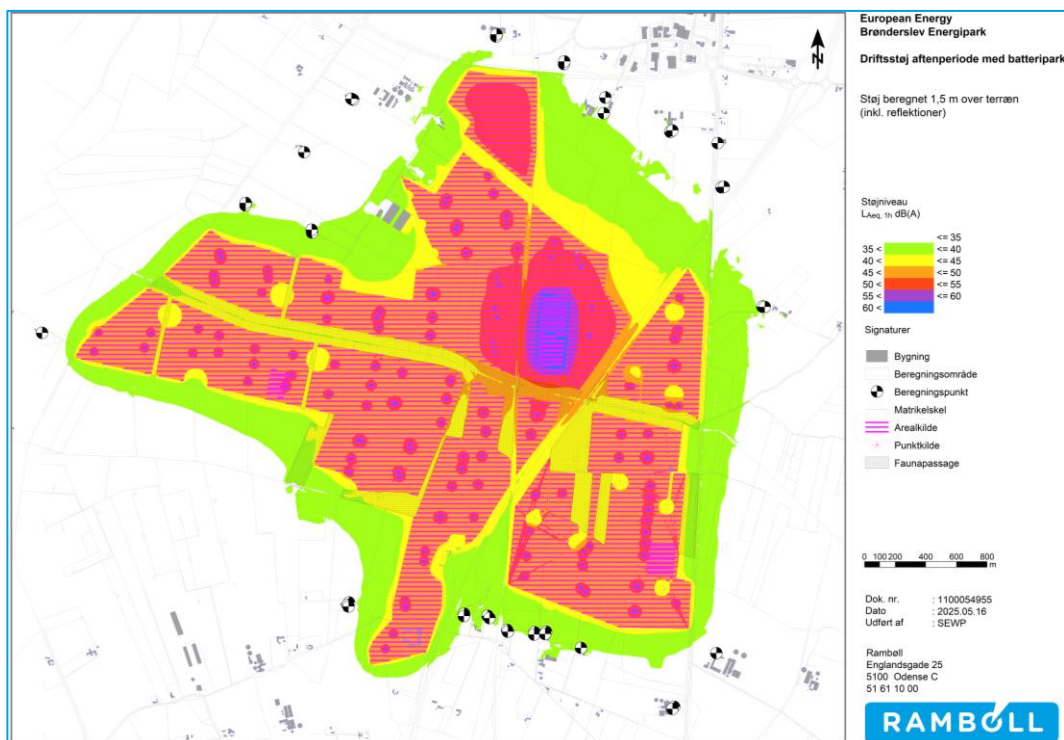 European Energy
Brønderslev Energipark
Driftsstøj aftenperiode med batteripark
Støj beregnet 1,5 m over terræn
(inkl. reflektioner)
N
Støjniveau
LAeq, 1h dB(A)
<= 35
35 < <= 40
40 < <= 45
45 < <= 50
50 < <= 55
55 < <= 60
60 <
Signaturer
Bygning
Beregningsområde
Beregningspunkt
Matrikelskel
Arealkilde
Punktkilde
Faunapassage
0 100 200 400 600 800
m
Dok. nr. : 1100054955
Dato : 2025.05.16
Udført af : SEWP
Rambøll
Englandsgade 25
5100 Odense C
51 61 10 00
RAMBOLL